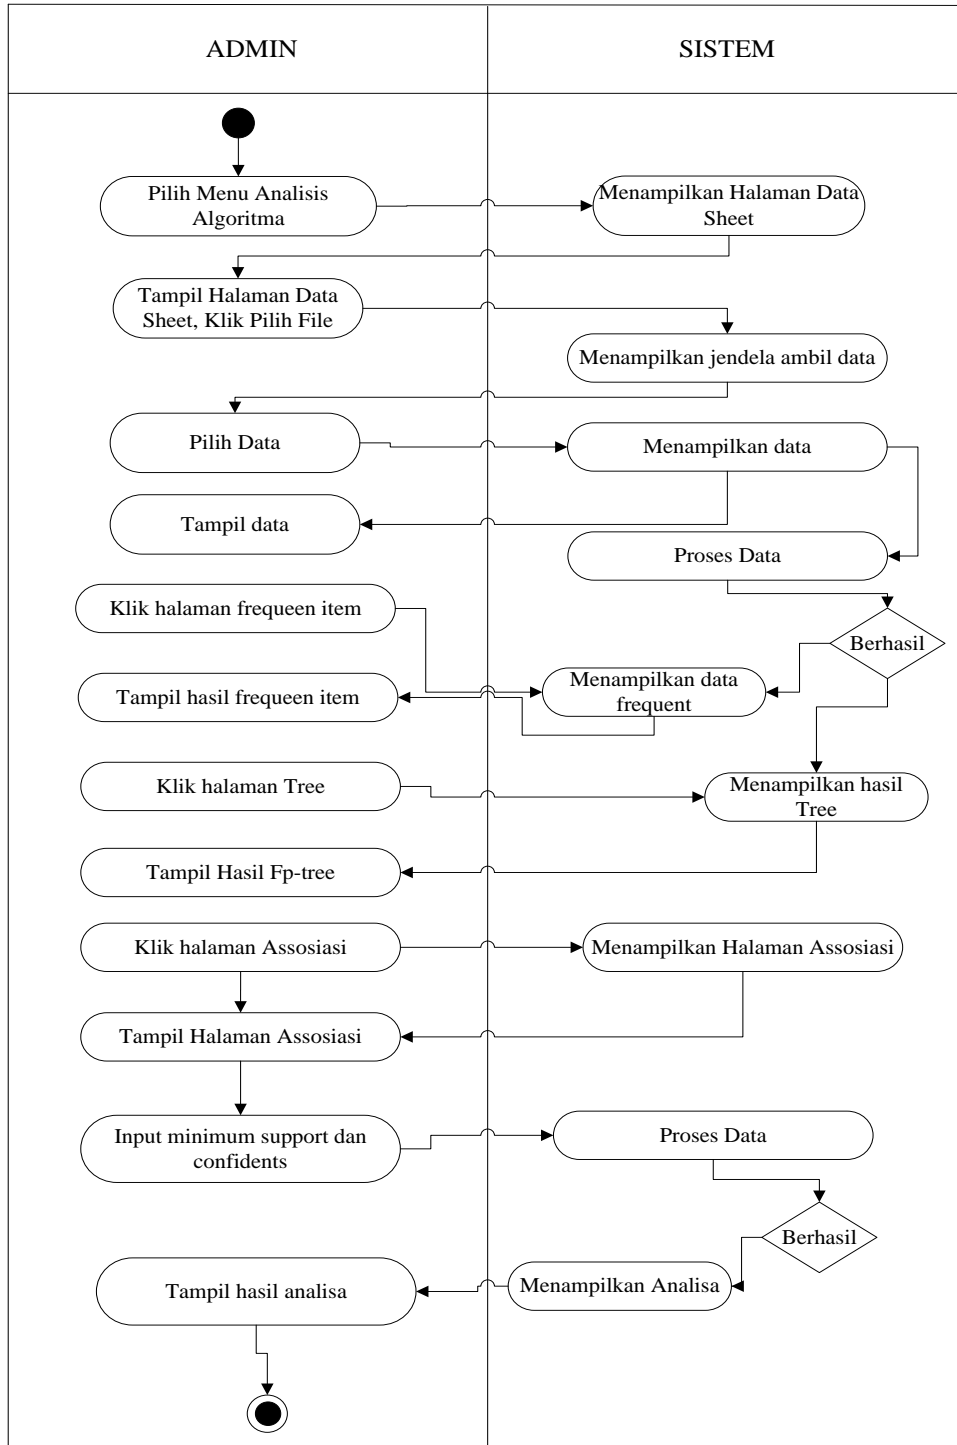 ADMIN
SISTEM
Pilih Menu Analisis
Algoritma
Menampilkan Halaman Data
Sheet
Tampil Halaman Data
Sheet, Klik Pilih File
Menampilkan jendela ambil data
Pilih Data
Menampilkan data
Tampil data
Proses Data
Klik halaman frequeen item
Berhasil
Menampilkan data
frequent
Tampil hasil frequeen item
Klik halaman Tree
Menampilkan hasil
Tree
Tampil Hasil Fp-tree
Klik halaman Assosiasi
Menampilkan Halaman Assosiasi
Tampil Halaman Assosiasi
Input minimum support dan
confidents
Proses Data
Berhasil
Menampilkan Analisa
Tampil hasil analisa